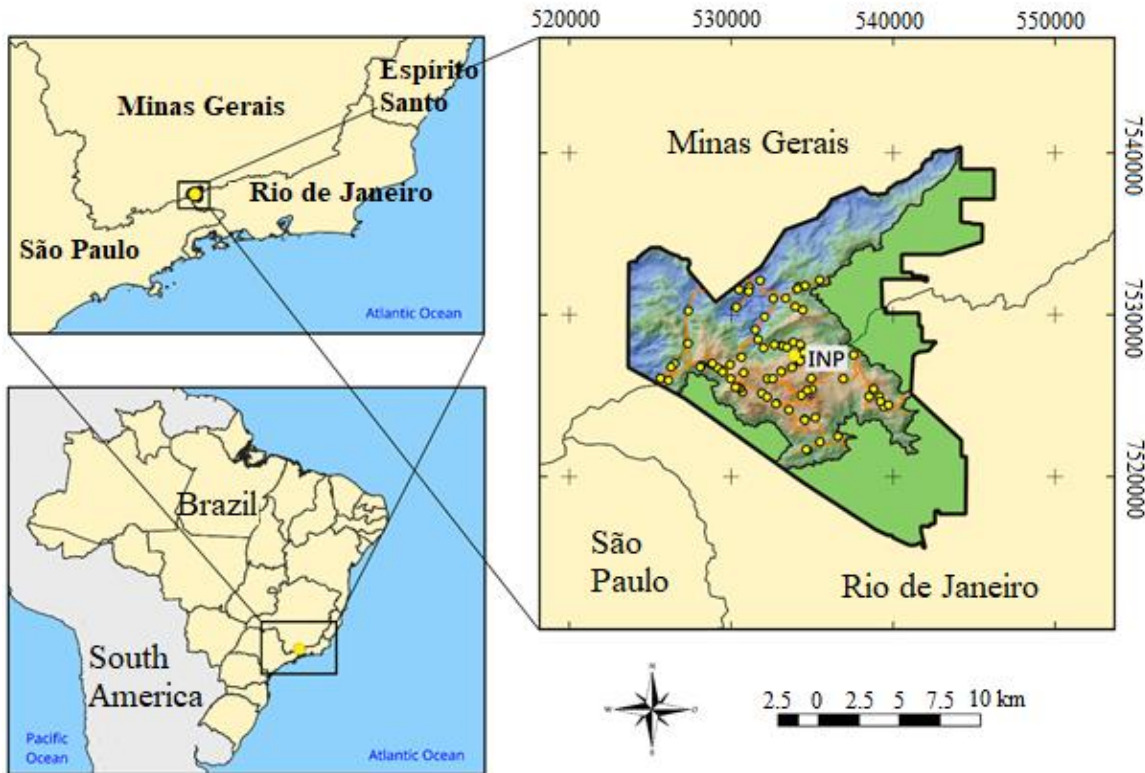 Espírito
Santo
Minas Gerais
Rio de Janeiro
São Paulo
Atlantic Ocean
Brazil
South
America
Pacific
Ocean
Atlantic Ocean
520000
530000
540000
550000
Minas Gerais
7540000
7530000
7520000
INP
São
Paulo
Rio de Janeiro
N
W
O
S
2.5 0 2.5 5 7.5 10 km